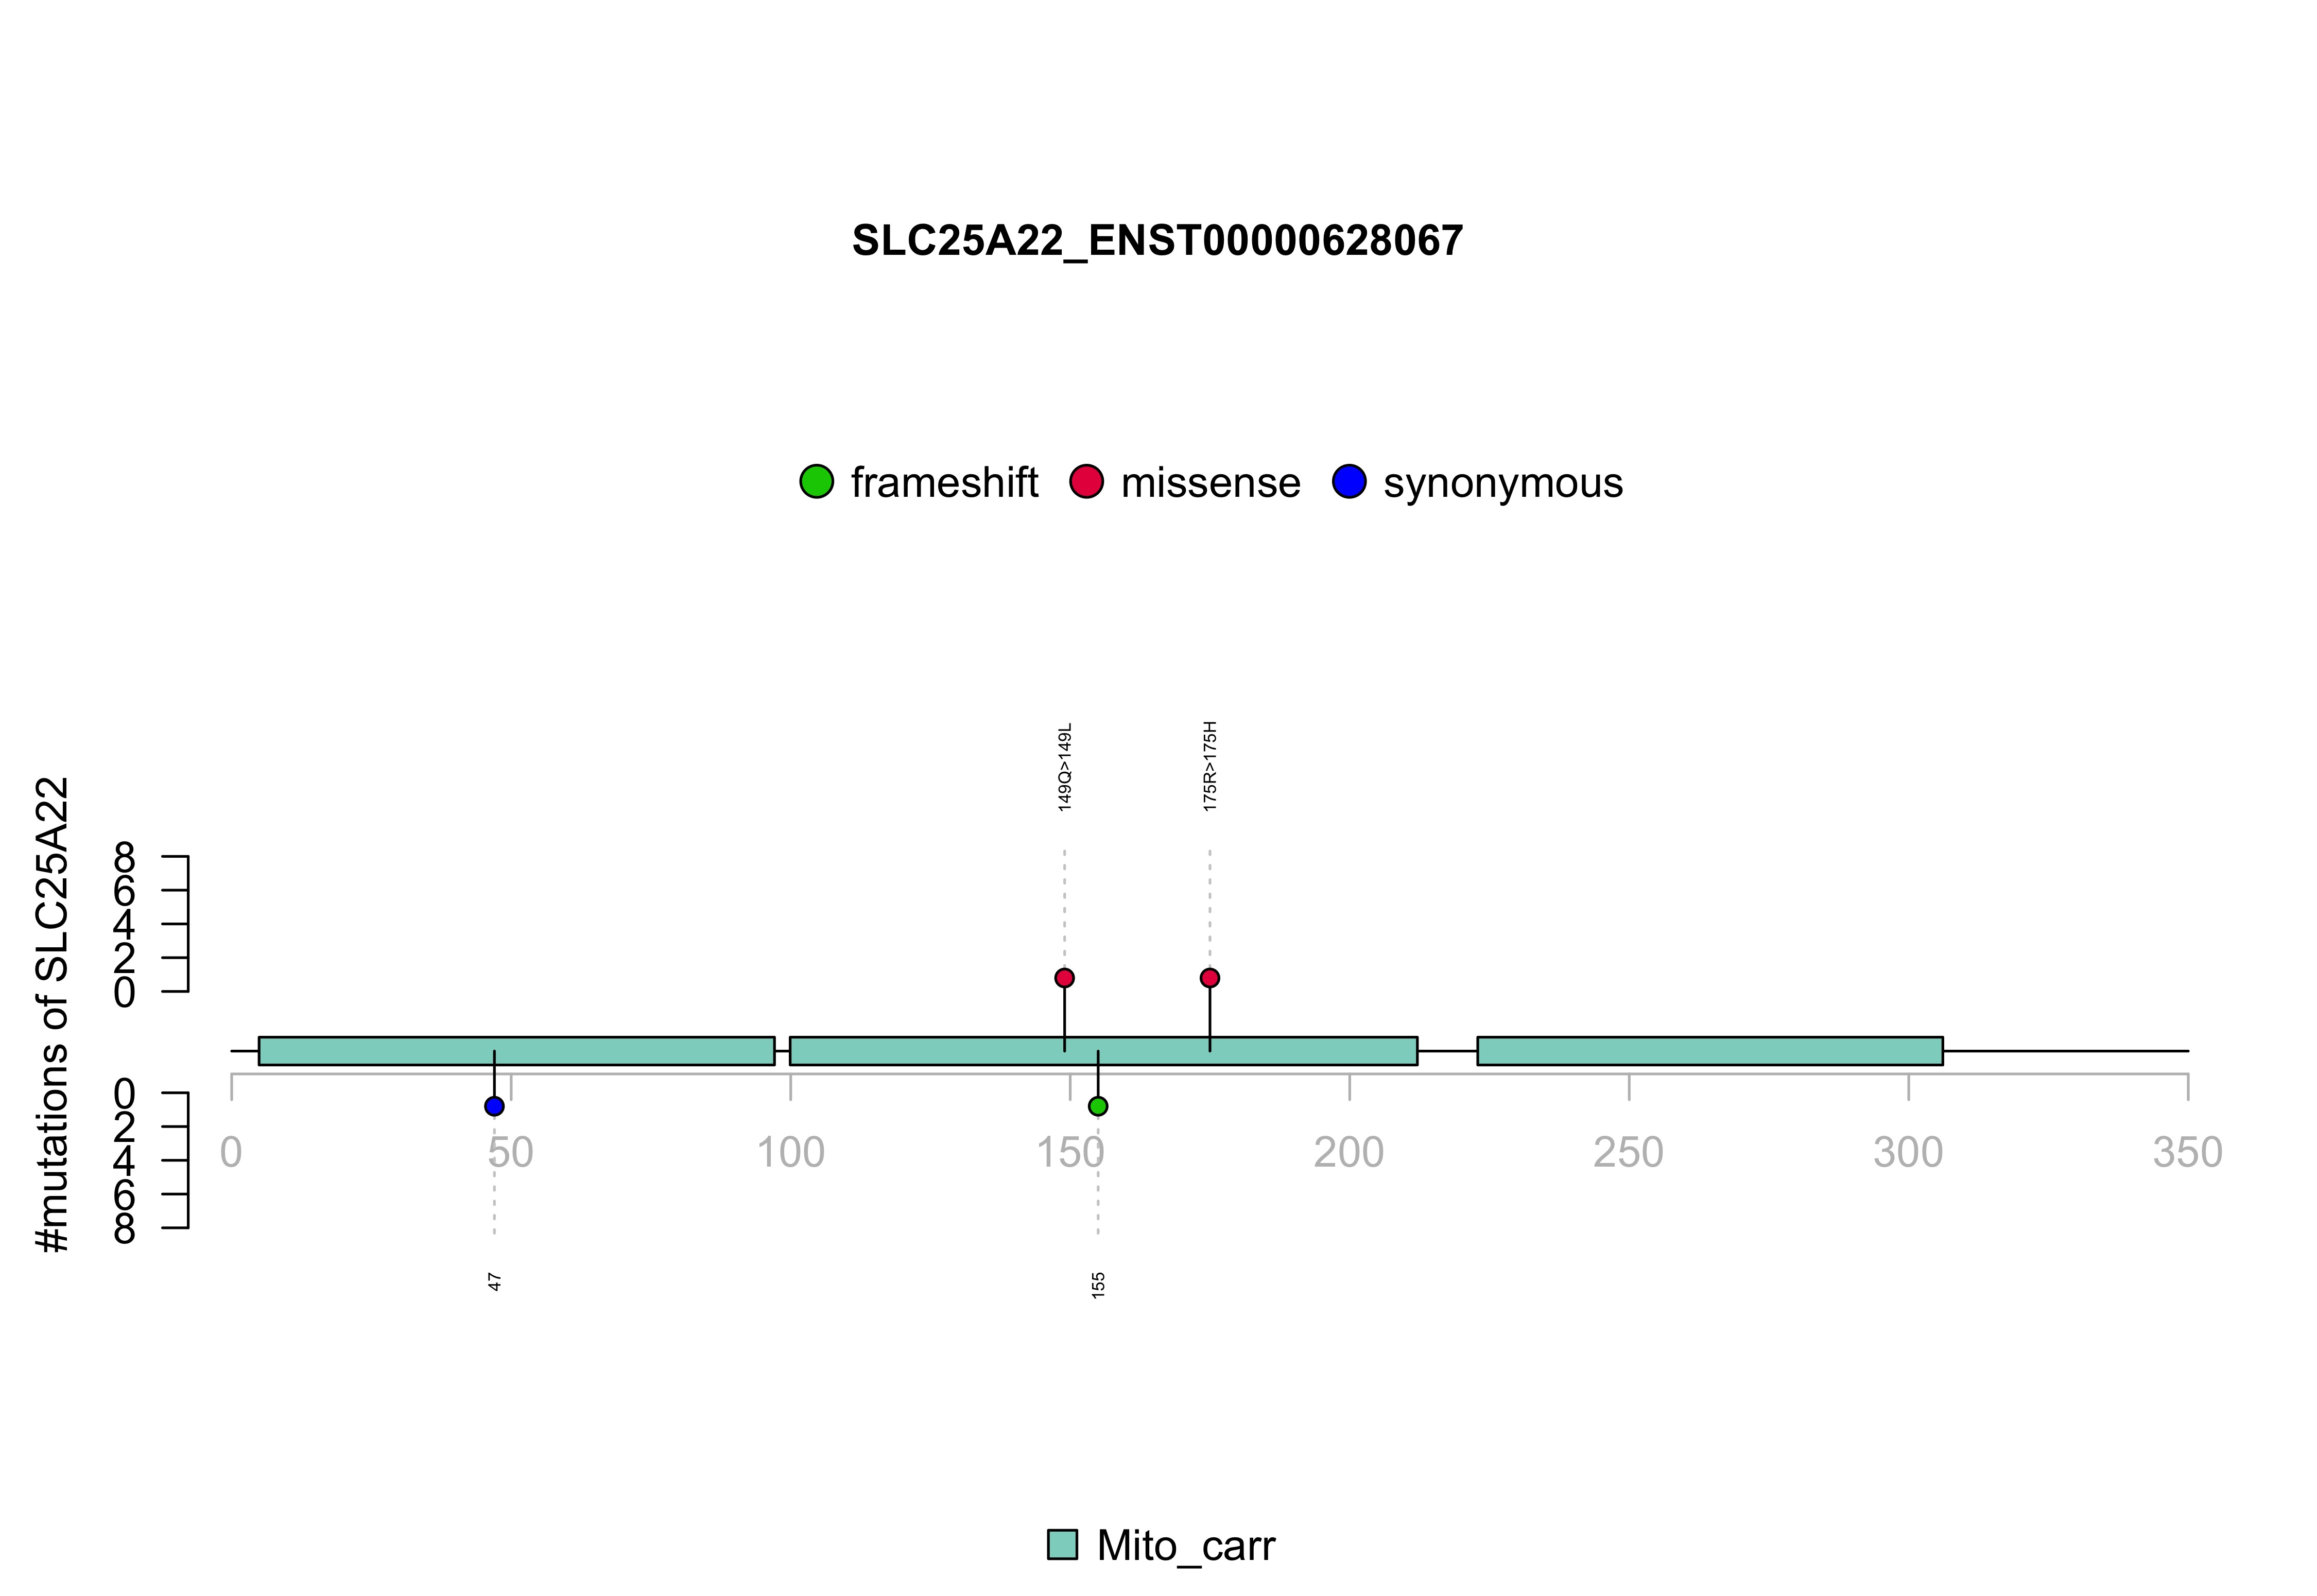 SLC25A22_ENST00000628067
frameshift missense synonymous
149Q>149L 175R>175H
#mutations of SLC25A22
8
6
4
2
0
0
2
4
6
8
0 50 100 150 200 250 300 350
47 155
Mito_carr